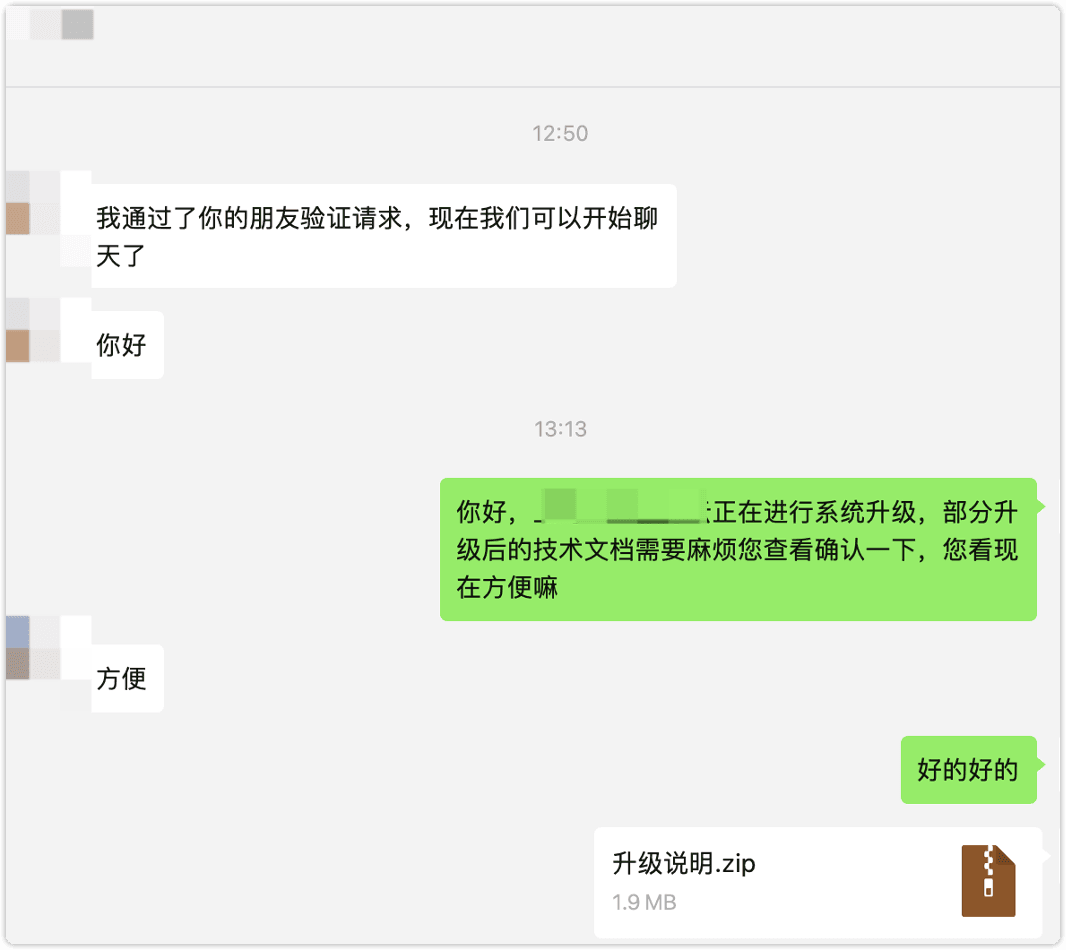 12:50
我通过了你的朋友验证请求，现在我们可以开始聊
天了
你好
13:13
你好，正在进行系统升级，部分升
级后的技术文档需要麻烦您查看确认一下，您看现
在方便嘛
方便
好的好的
升级说明.zip
1.9 MB